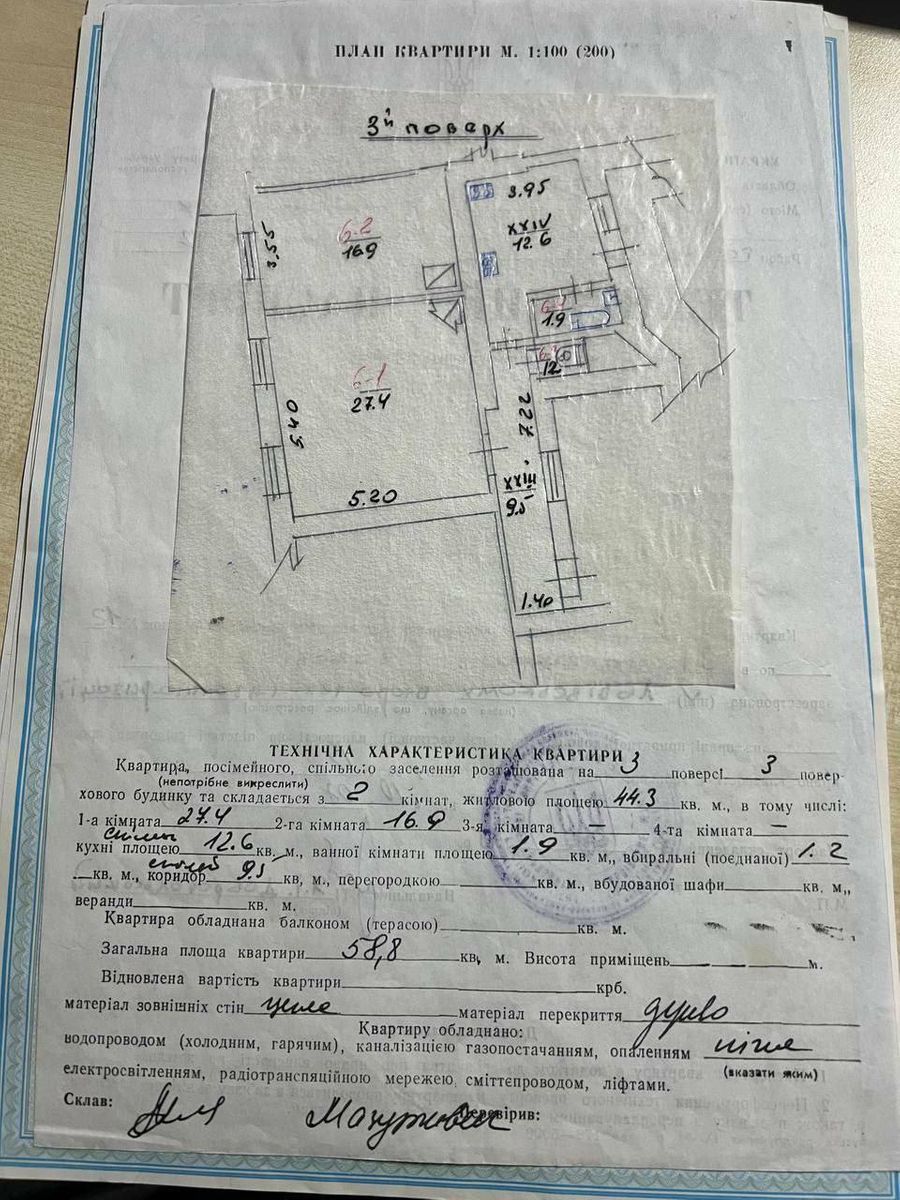 ПЛАН КВАРТИРИ М. 1:100 (200)
3й поверх
3.95
6-2
16.9
3.55
XXIV
12.6
6-4
1.9
12
6-1
27.4
5.40
7.22
5.20
XXIII
9.5
1.40
ТЕХНІЧНА ХАРАКТЕРИСТИКА КВАРТИРИ
Квартира, посімейного, спільного заселення розташована на 3 поверсі 3 повер-
(непотрібне викреслити)
хового будинку та складається з 2 кімнат, житловою площею 44.3 кв. м., в тому числі:
1-а кімната 27.4 2-га кімната 16.9 3-я кімната — 4-та кімната —
кухні площею 12.6 кв. м., ванної кімнати площею 1.9 кв. м,, вбиральні (поєднаної) 1.2
кв. м., коридор 9.5 кв, м., перегородкою кв. м., вбудованої шафи кв. м,,
веранди кв. м.
Квартира обладнана балконом (терасою) кв. м.
Загальна площа квартири 58,8 кв, м. Висота приміщень м.
Відновлена вартість квартири крб.
матеріал зовнішніх стін цегла матеріал перекриття дерево
Квартиру обладнано:
водопроводом (холодним, гарячим), каналізацією газопостачанням, опаленням пічне
(вказати яким)
електросвітленням, радіотранспяційною мережею, сміттепроводом, ліфтами.
Склав: Перевірив: